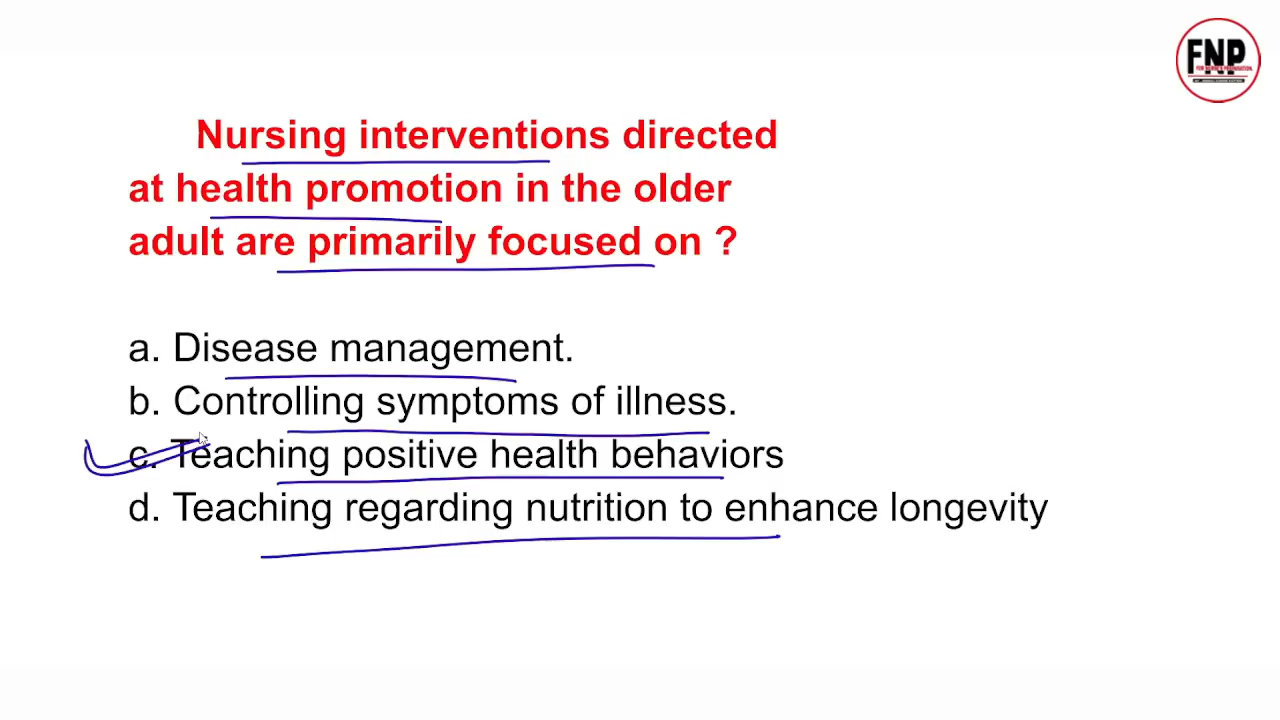 FNP
Nursing interventions directed
at health promotion in the older
adult are primarily focused on ?
a. Disease management.
b. Controlling symptoms of illness.
c. Teaching positive health behaviors
d. Teaching regarding nutrition to enhance longevity